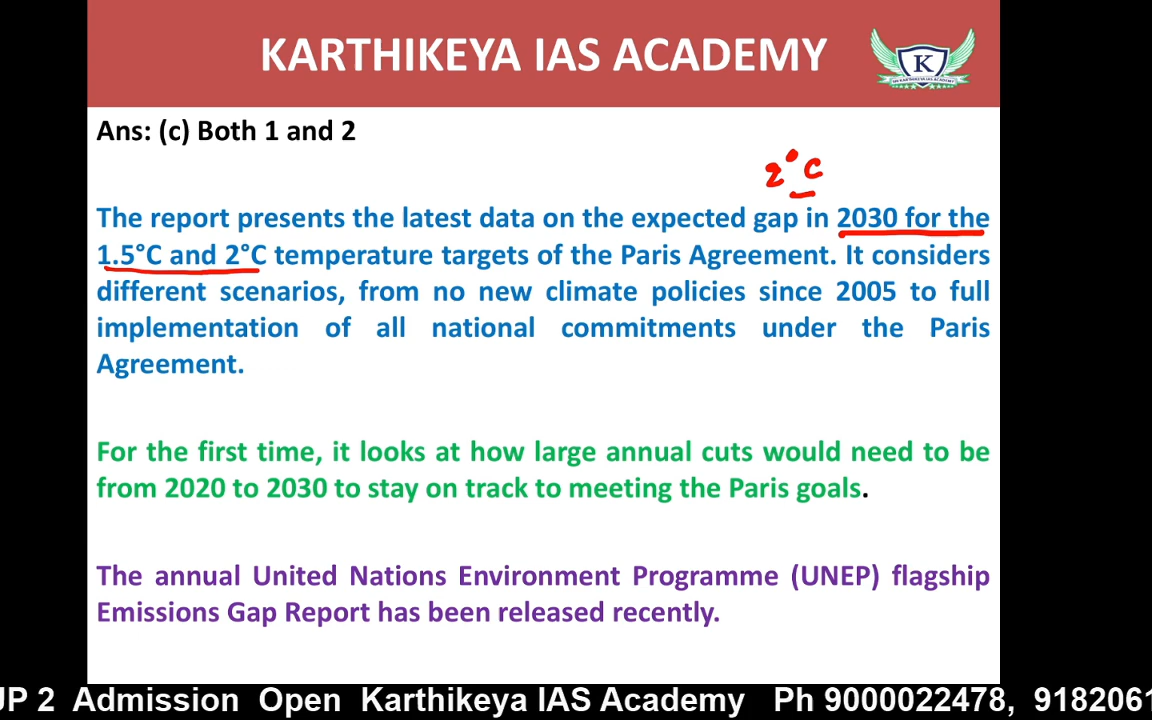 KARTHIKEYA IAS ACADEMY
K
Ans: (c) Both 1 and 2
2°C
The report presents the latest data on the expected gap in 2030 for the
1.5°C and 2°C temperature targets of the Paris Agreement. It considers
different scenarios, from no new climate policies since 2005 to full
implementation of all national commitments under the Paris
Agreement.
For the first time, it looks at how large annual cuts would need to be
from 2020 to 2030 to stay on track to meeting the Paris goals.
The annual United Nations Environment Programme (UNEP) flagship
Emissions Gap Report has been released recently.
JP 2 Admission Open Karthikeya IAS Academy Ph 9000022478, 9182061